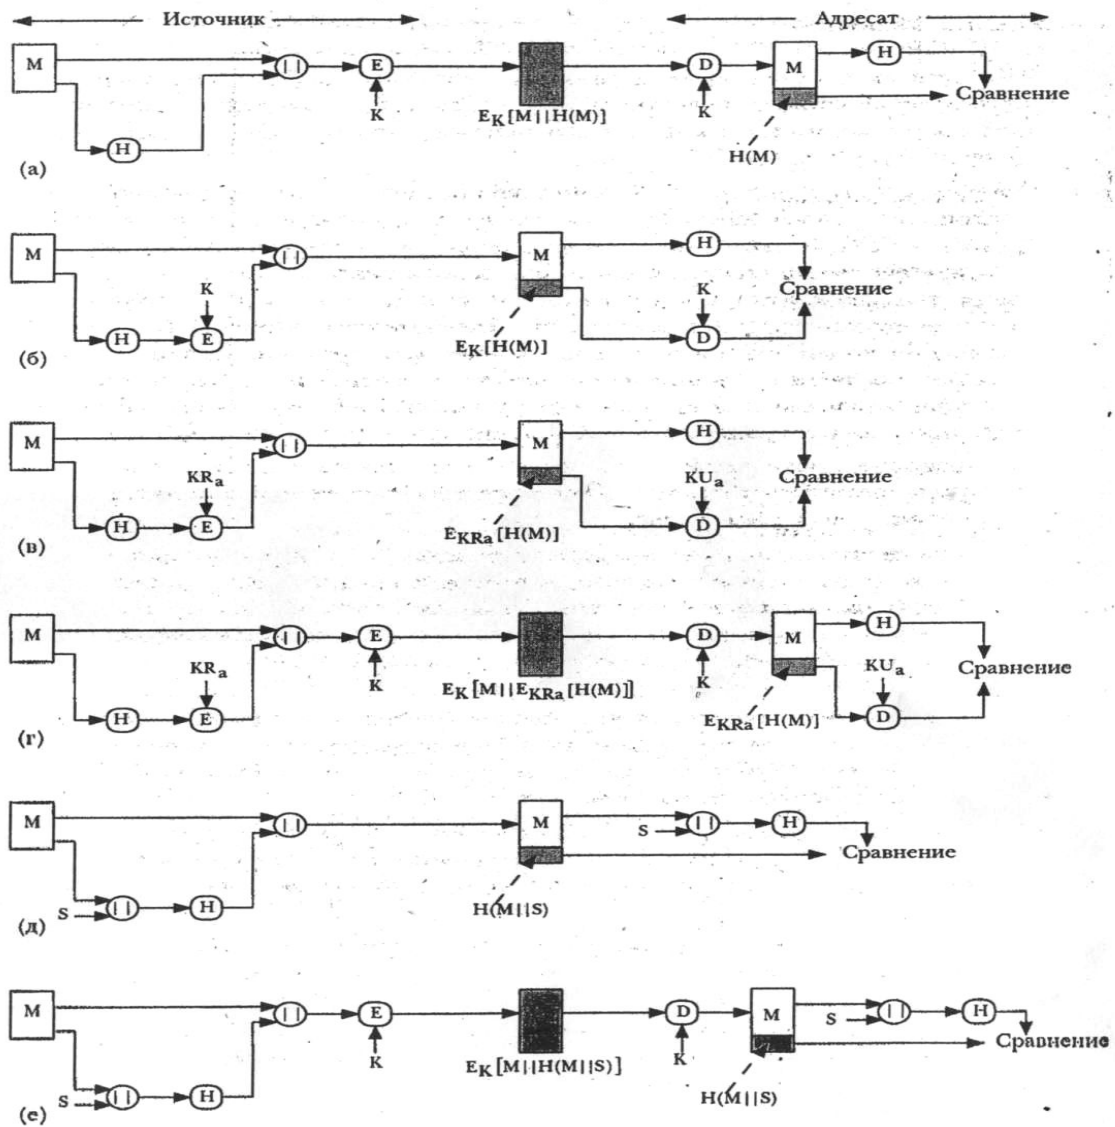 Источник Адресат
M || E D M H
K K Сравнение
E_K[M||H(M)]
H H(M)
(а)
M || M H
K K Сравнение
H E D
E_K[H(M)]
(б)
M || M H
KR_a KU_a Сравнение
H E D
E_KRa[H(M)]
(в)
M || E D M H
KR_a K K KU_a Сравнение
E_K[M||E_KRa[H(M)]]
H E E_KRa[H(M)] D
(г)
M || M S || H
Сравнение
S || H H(M||S)
(д)
M || E D M S || H
K K Сравнение
E_K[M||H(M||S)]
S || H H(M||S)
(е)